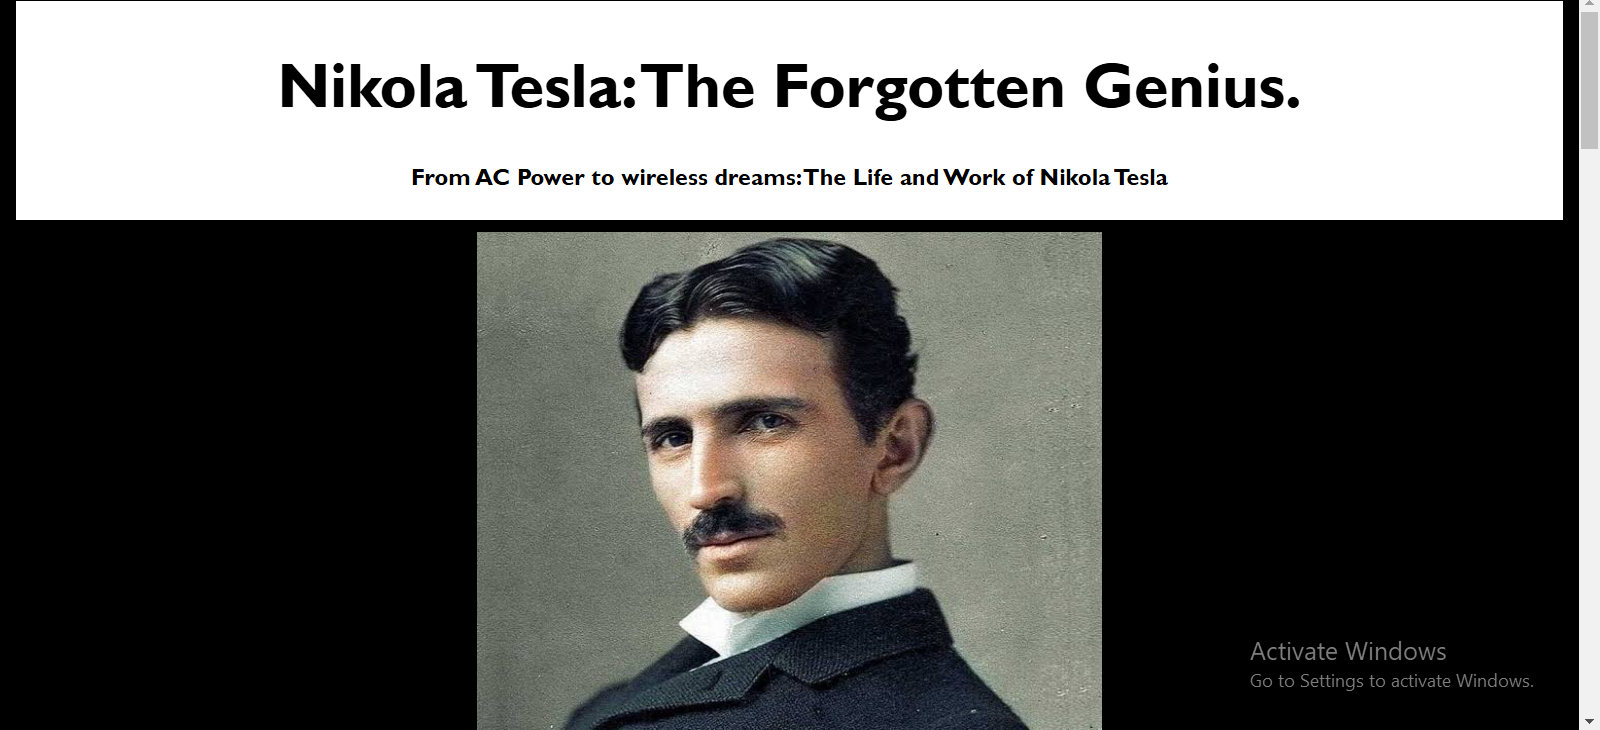 Nikola Tesla: The Forgotten Genius.
From AC Power to wireless dreams: The Life and Work of Nikola Tesla
Activate Windows
Go to Settings to activate Windows.